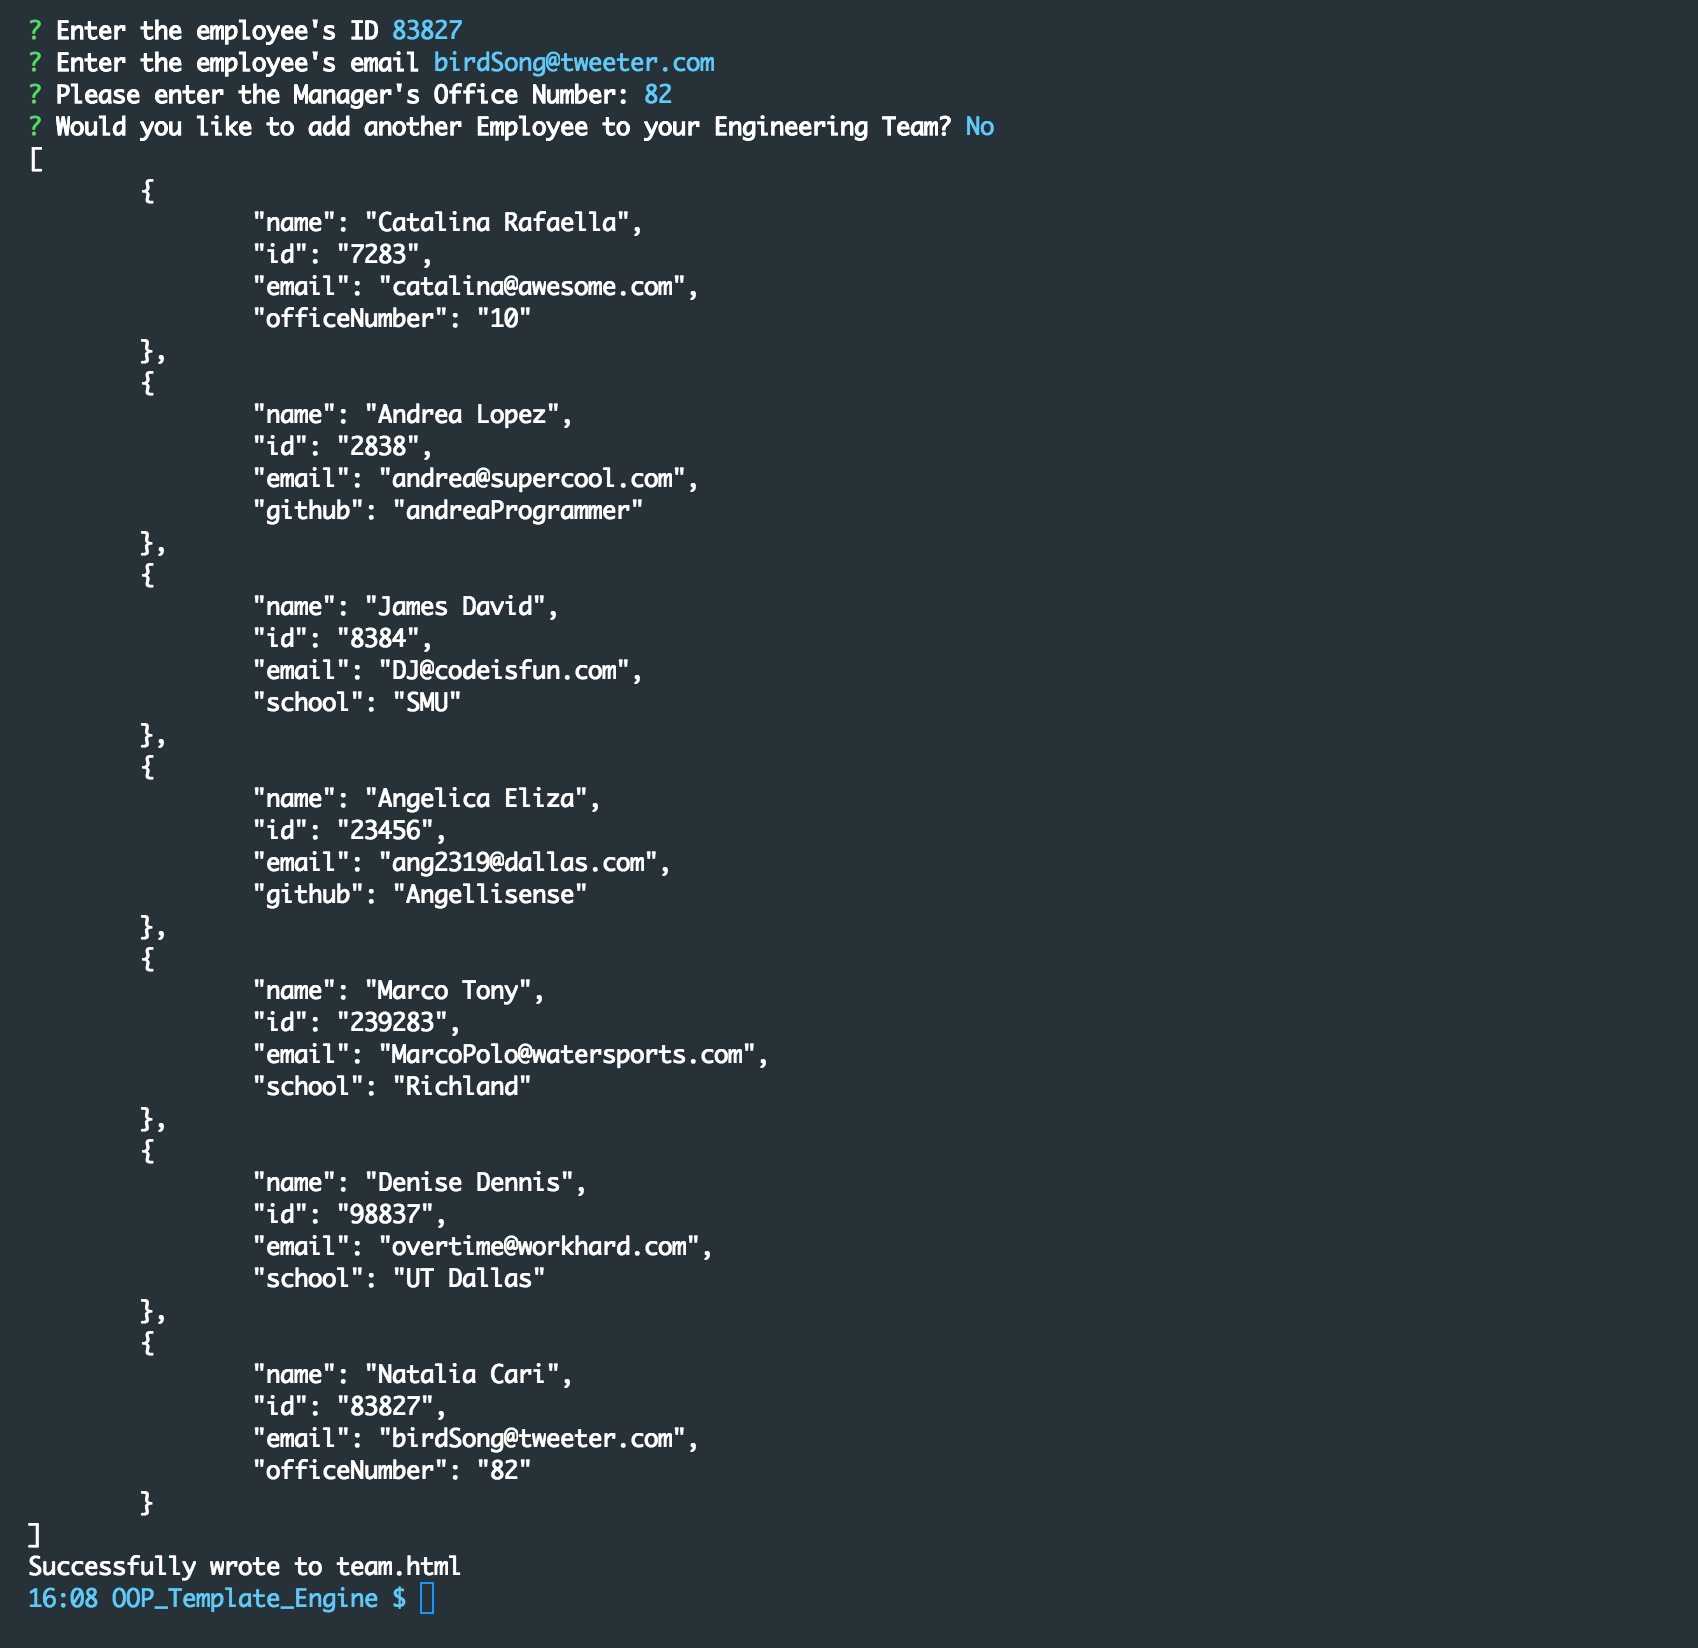 ? Enter the employee's ID 83827
? Enter the employee's email birdSong@tweeter.com
? Please enter the Manager's Office Number: 82
? Would you like to add another Employee to your Engineering Team? No
[
        {
                "name": "Catalina Rafaella",
                "id": "7283",
                "email": "catalina@awesome.com",
                "officeNumber": "10"
        },
        {
                "name": "Andrea Lopez",
                "id": "2838",
                "email": "andrea@supercool.com",
                "github": "andreaProgrammer"
        },
        {
                "name": "James David",
                "id": "8384",
                "email": "DJ@codeisfun.com",
                "school": "SMU"
        },
        {
                "name": "Angelica Eliza",
                "id": "23456",
                "email": "ang2319@dallas.com",
                "github": "Angellisense"
        },
        {
                "name": "Marco Tony",
                "id": "239283",
                "email": "MarcoPolo@watersports.com",
                "school": "Richland"
        },
        {
                "name": "Denise Dennis",
                "id": "98837",
                "email": "overtime@workhard.com",
                "school": "UT Dallas"
        },
        {
                "name": "Natalia Cari",
                "id": "83827",
                "email": "birdSong@tweeter.com",
                "officeNumber": "82"
        }
]
Successfully wrote to team.html
16:08 OOP_Template_Engine $